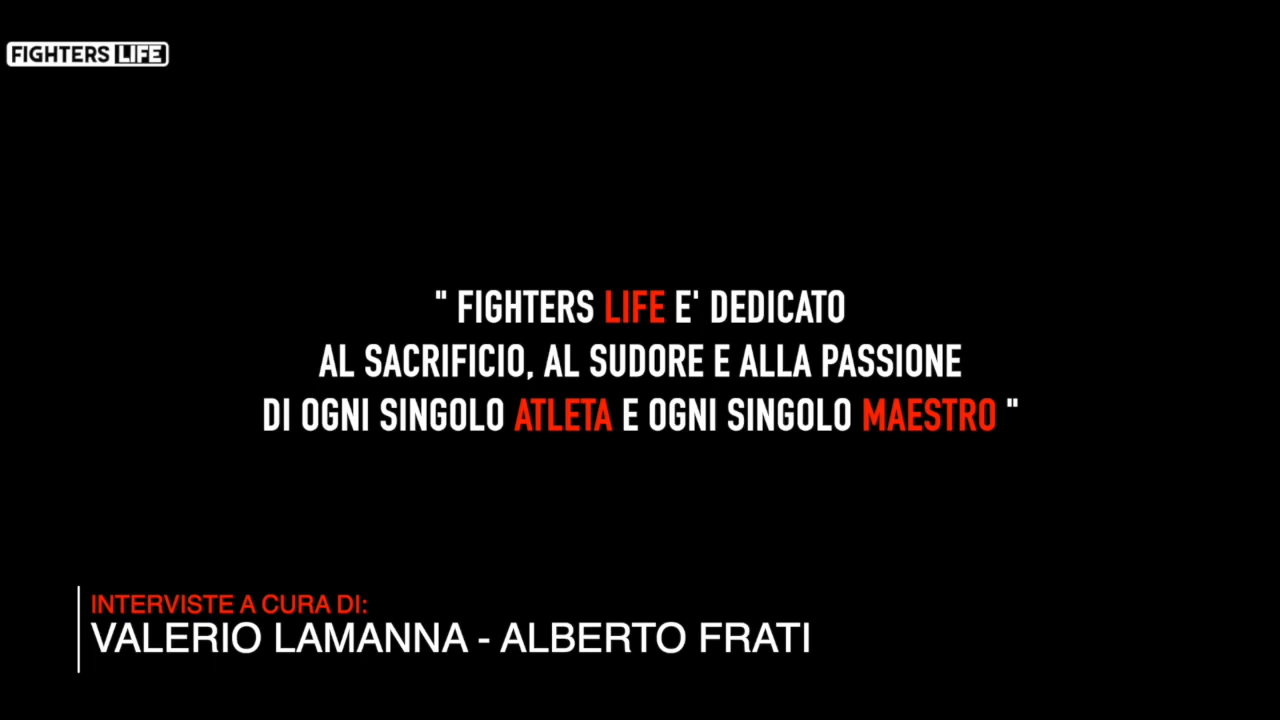 FIGHTERS LIFE
" FIGHTERS LIFE E' DEDICATO
AL SACRIFICIO, AL SUDORE E ALLA PASSIONE
DI OGNI SINGOLO ATLETA E OGNI SINGOLO MAESTRO "
INTERVISTE A CURA DI:
VALERIO LAMANNA - ALBERTO FRATI